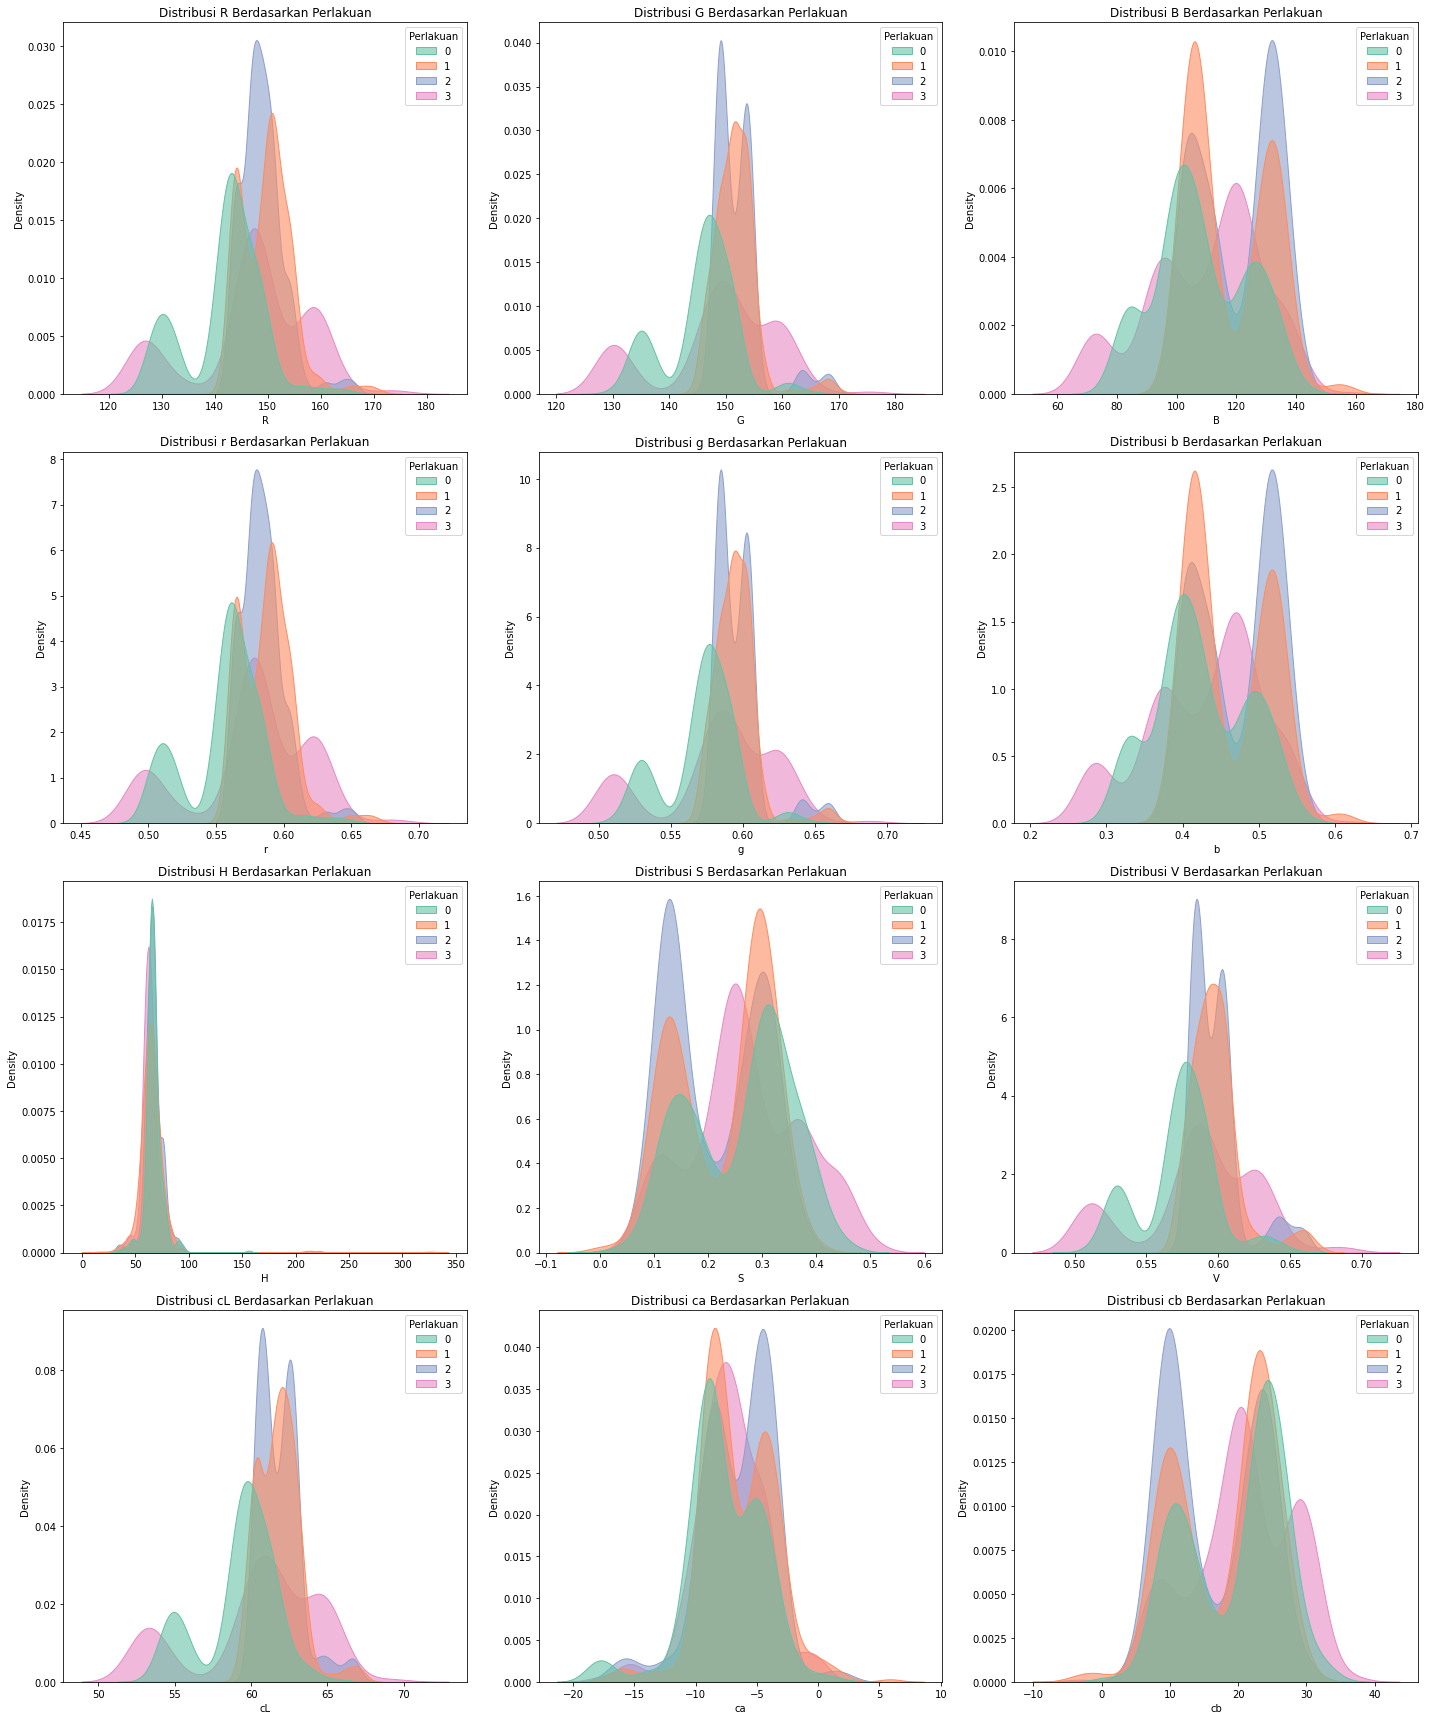 Distribusi R Berdasarkan Perlakuan
Perlakuan
0
1
2
3
0.030
0.025
0.020
0.015
0.010
0.005
0.000
Density
120 130 140 150 160 170 180
R
Distribusi G Berdasarkan Perlakuan
Perlakuan
0
1
2
3
0.040
0.035
0.030
0.025
0.020
0.015
0.010
0.005
0.000
Density
120 130 140 150 160 170 180
G
Distribusi B Berdasarkan Perlakuan
Perlakuan
0
1
2
3
0.010
0.008
0.006
0.004
0.002
0.000
Density
60 80 100 120 140 160 180
B
Distribusi r Berdasarkan Perlakuan
Perlakuan
0
1
2
3
8
7
6
5
4
3
2
1
0
Density
0.45 0.50 0.55 0.60 0.65 0.70
r
Distribusi g Berdasarkan Perlakuan
Perlakuan
0
1
2
3
10
8
6
4
2
0
Density
0.50 0.55 0.60 0.65 0.70
g
Distribusi b Berdasarkan Perlakuan
Perlakuan
0
1
2
3
2.5
2.0
1.5
1.0
0.5
0.0
Density
0.2 0.3 0.4 0.5 0.6 0.7
b
Distribusi H Berdasarkan Perlakuan
Perlakuan
0
1
2
3
0.0175
0.0150
0.0125
0.0100
0.0075
0.0050
0.0025
0.0000
Density
0 50 100 150 200 250 300 350
H
Distribusi S Berdasarkan Perlakuan
Perlakuan
0
1
2
3
1.6
1.4
1.2
1.0
0.8
0.6
0.4
0.2
0.0
Density
−0.1 0.0 0.1 0.2 0.3 0.4 0.5 0.6
S
Distribusi V Berdasarkan Perlakuan
Perlakuan
0
1
2
3
8
6
4
2
0
Density
0.50 0.55 0.60 0.65 0.70
V
Distribusi cL Berdasarkan Perlakuan
Perlakuan
0
1
2
3
0.08
0.06
0.04
0.02
0.00
Density
50 55 60 65 70
cL
Distribusi ca Berdasarkan Perlakuan
Perlakuan
0
1
2
3
0.040
0.035
0.030
0.025
0.020
0.015
0.010
0.005
0.000
Density
−20 −15 −10 −5 0 5 10
ca
Distribusi cb Berdasarkan Perlakuan
Perlakuan
0
1
2
3
0.0200
0.0175
0.0150
0.0125
0.0100
0.0075
0.0050
0.0025
0.0000
Density
−10 0 10 20 30 40
cb